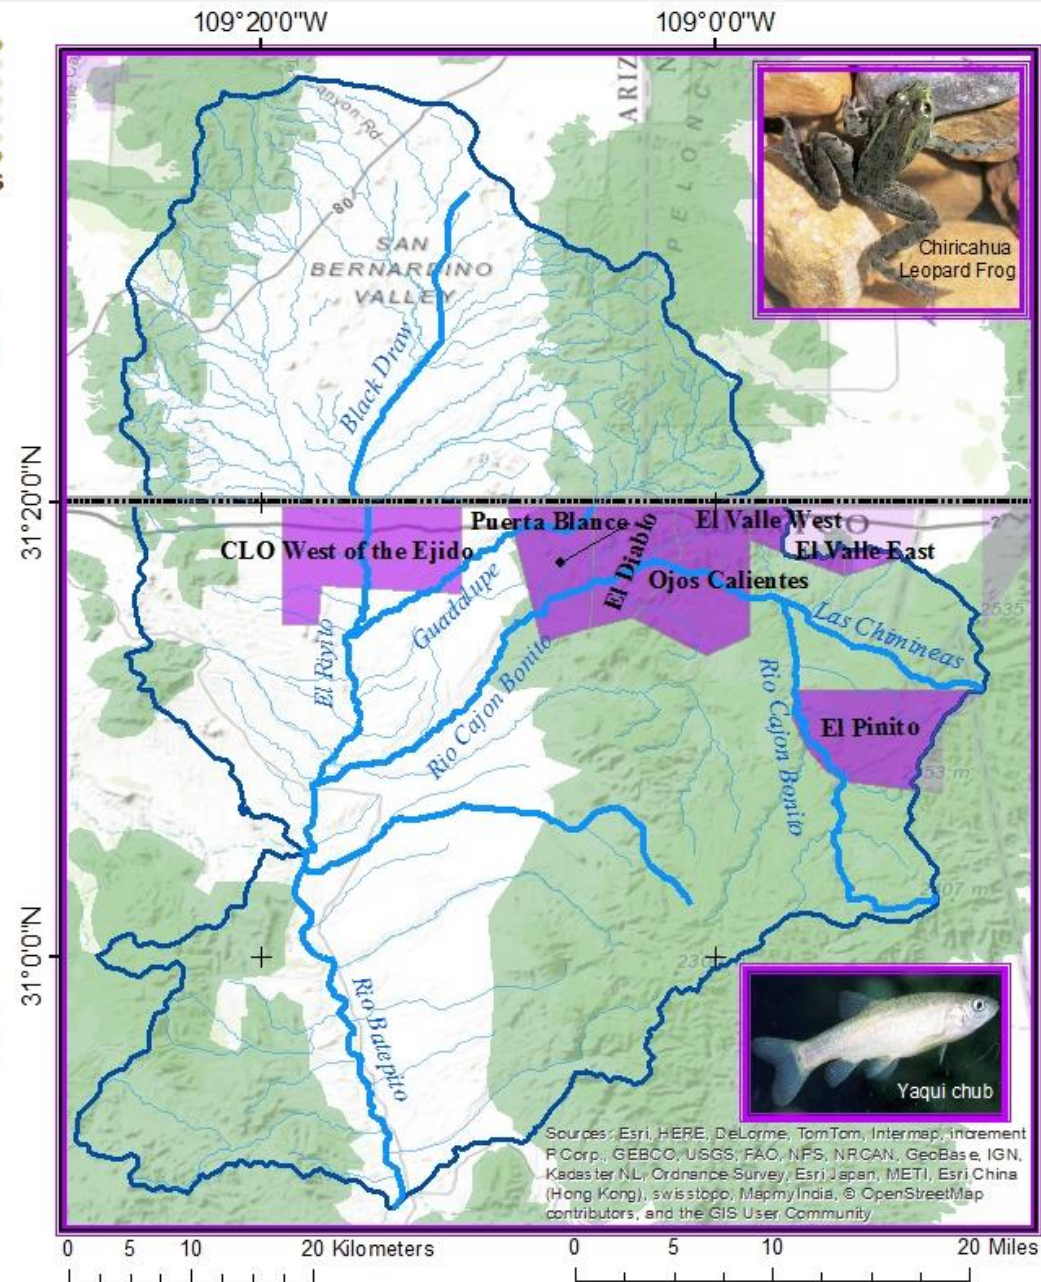 109°20'0"W
109°0'0"W
ARIZ
anyon Rd
80
SAN
BERNARDINO
VALLEY
Chiricahua
Leopard Frog
Black Draw
31°20'0"N
Puerta Blanco
El Valle West
CLO West of the Ejido
El Valle East
El Diablo
Ojos Calientes
Guadalupe
Las Chimineas
2535
El Riyito
Rio Cajon Bonito
Rio Cajon Bonito
El Pinito
31°0'0"N
Rio Batepito
Yaqui chub
Sources: Esri, HERE, DeLorme, TomTom, Intermap, increment
P Corp., GEBCO, USGS, FAO, NPS, NRCAN, GeoBase, IGN,
Kadaster NL, Ordnance Survey, Esri Japan, METI, Esri China
(Hong Kong), swisstopo, MapmyIndia, © OpenStreetMap
contributors, and the GIS User Community
0 5 10 20 Kilometers
0 5 10 20 Miles